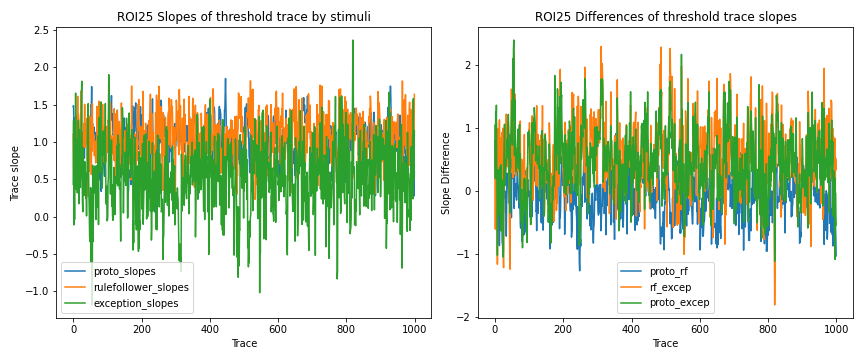 ROI25 Slopes of threshold trace by stimuli
2.5
2.0
1.5
1.0
0.5
0.0
−0.5
−1.0
Trace slope
proto_slopes
rulefollower_slopes
exception_slopes
0 200 400 600 800 1000
Trace
ROI25 Differences of threshold trace slopes
2
1
0
−1
−2
Slope Difference
proto_rf
rf_excep
proto_excep
0 200 400 600 800 1000
Trace